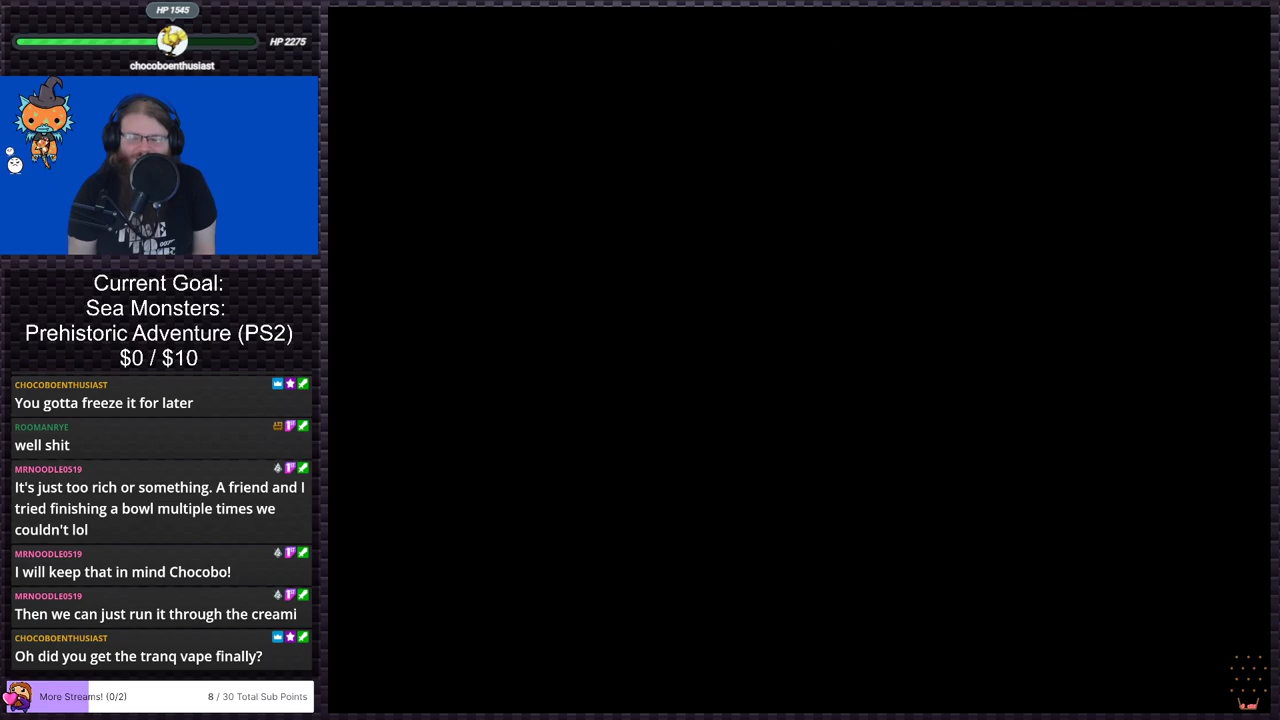 HP 1545
HP 2275
chocoboenthusiast
TIME
TO
007
Current Goal:
Sea Monsters:
Prehistoric Adventure (PS2)
$0 / $10
CHOCOBOENTHUSIAST
You gotta freeze it for later
ROOMANRYE
well shit
MRNOODLE0519
It's just too rich or something. A friend and I
tried finishing a bowl multiple times we
couldn't lol
MRNOODLE0519
I will keep that in mind Chocobo!
MRNOODLE0519
Then we can just run it through the creami
CHOCOBOENTHUSIAST
Oh did you get the tranq vape finally?
More Streams! (0/2)
8 / 30 Total Sub Points